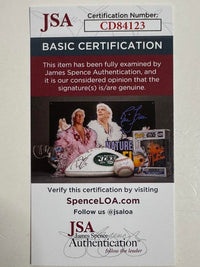 JSA
Certification Number:
CD84123
BASIC CERTIFICATION
This item has been fully examined by
James Spence Authentication, and
it is our considered opinion that the
signature(s) is/are genuine.
Verify this certification by visiting
SpenceLOA.com
Follow us @jsaloa
JSA
James Spence
Authentication
follow the leader